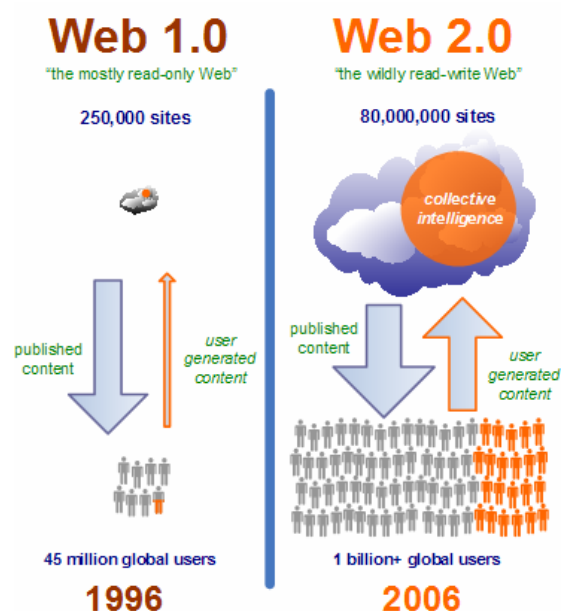 Web 1.0
"the mostly read-only Web"
250,000 sites
published
content
user
generated
content
45 million global users
1996
Web 2.0
"the wildly read-write Web"
80,000,000 sites
collective
intelligence
published
content
user
generated
content
1 billion+ global users
2006